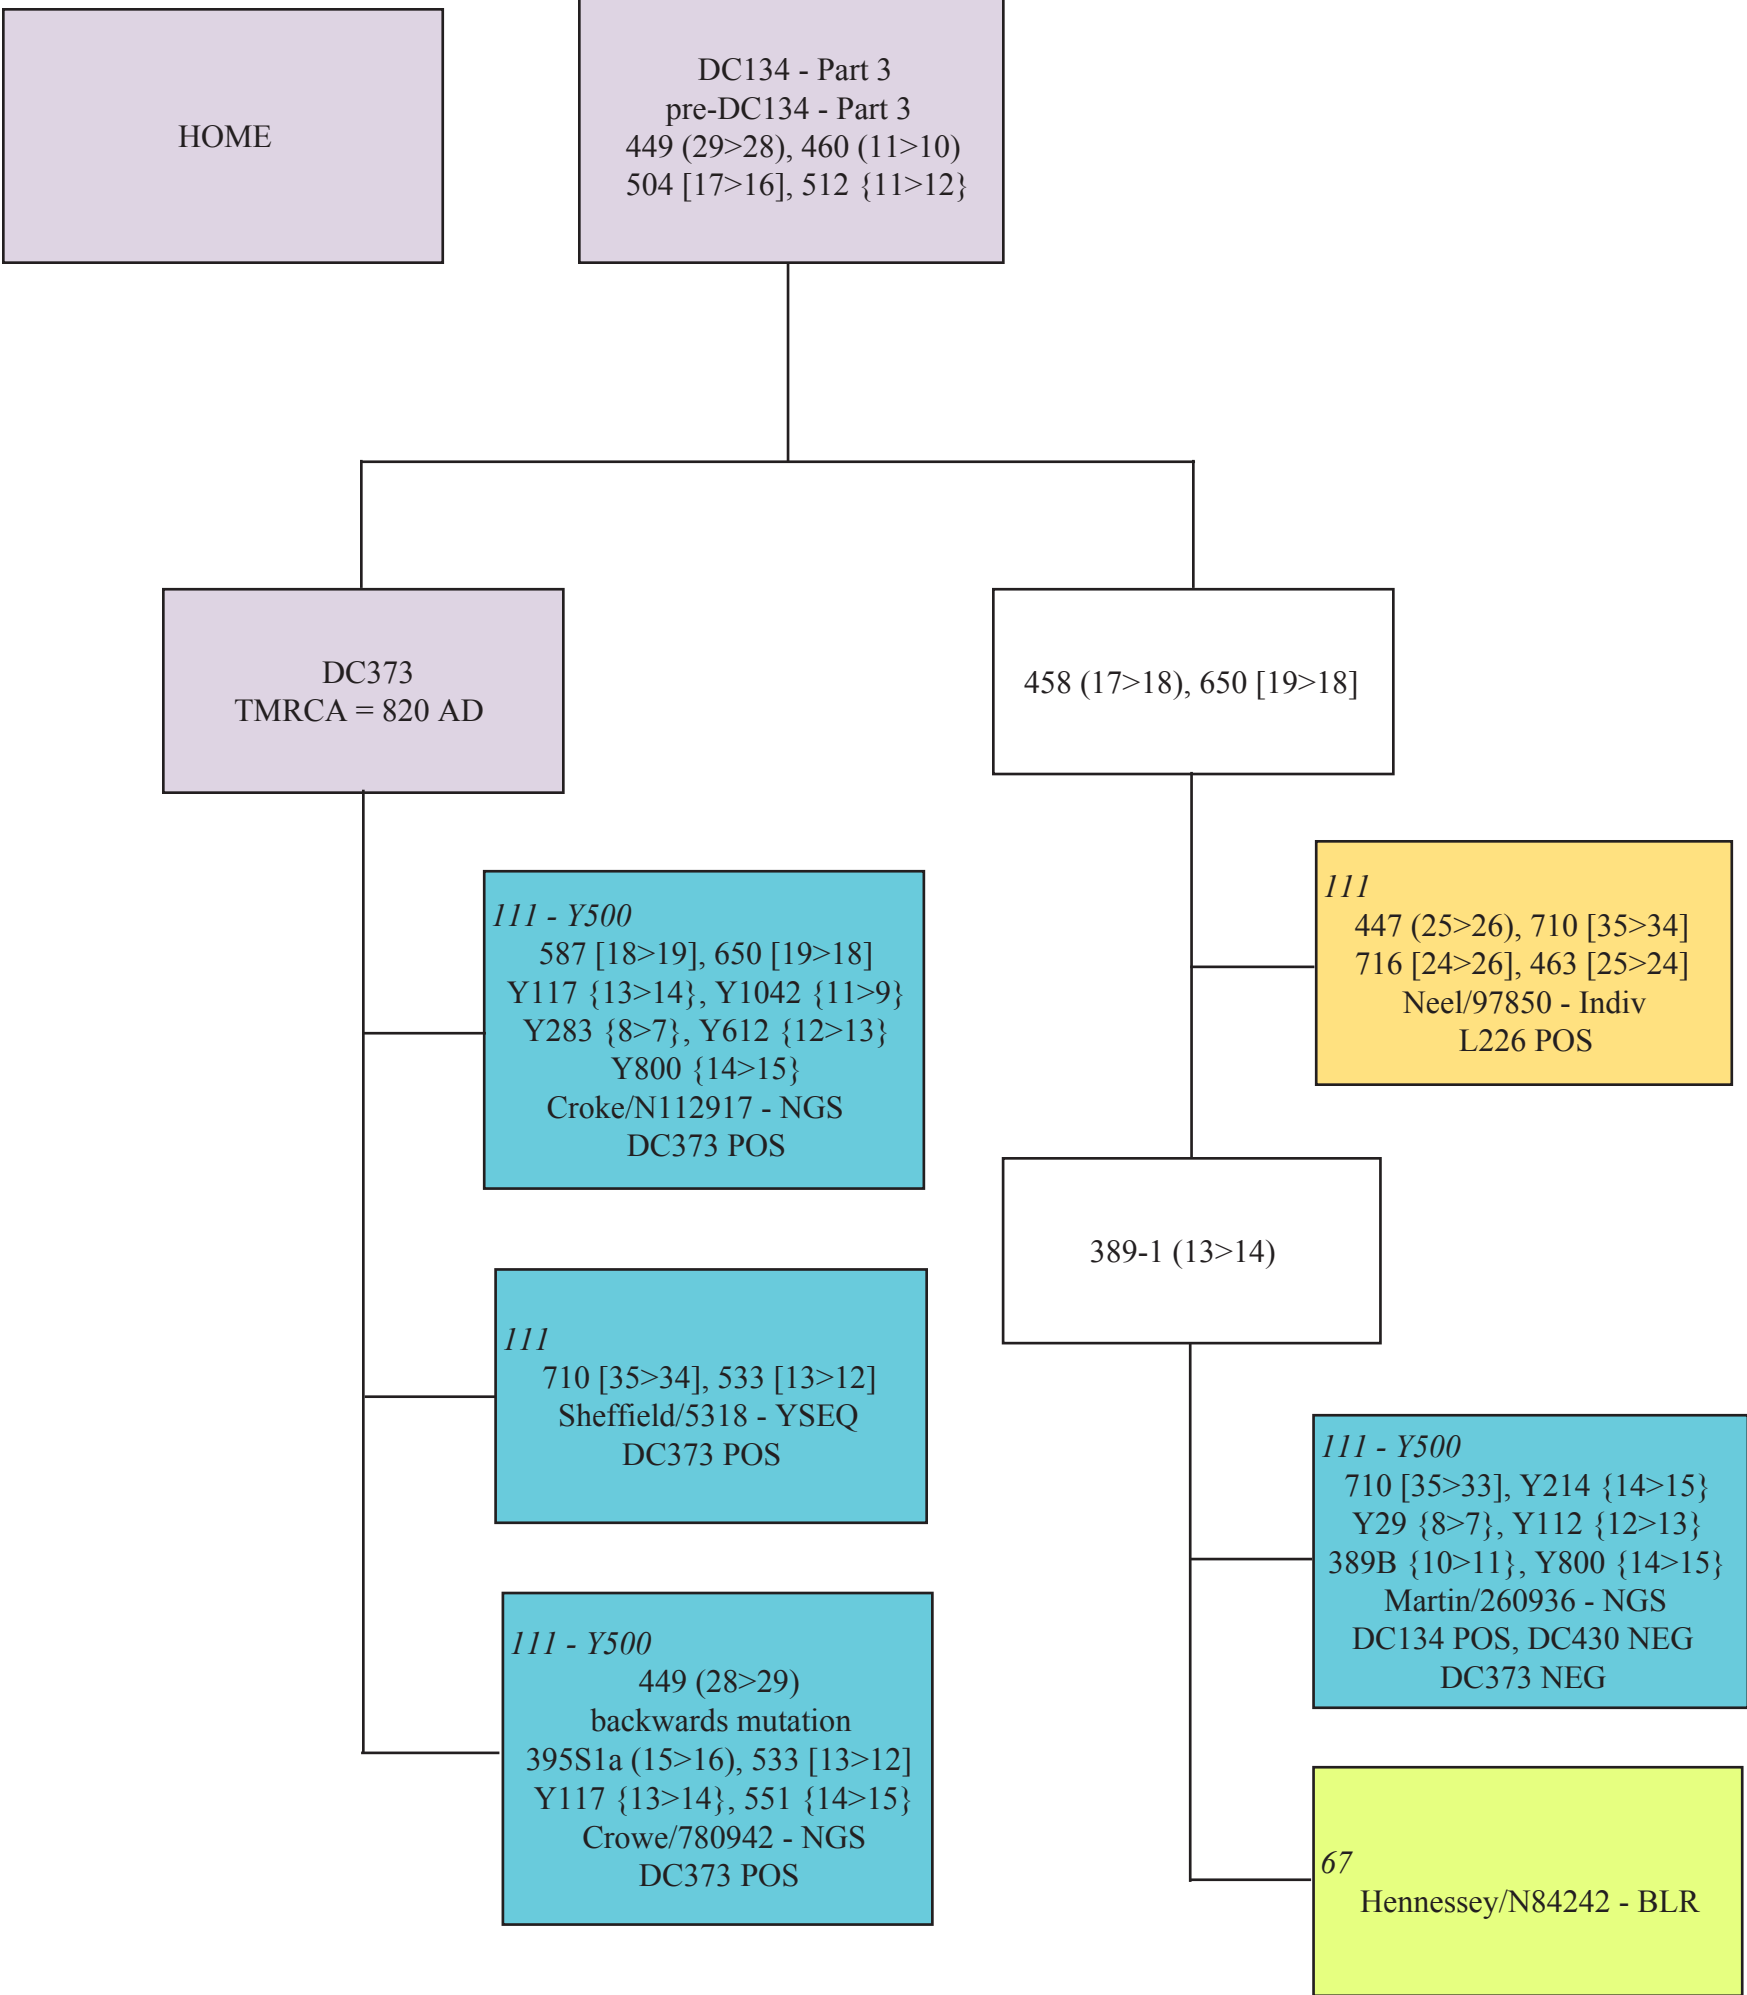 HOME
DC134 - Part 3
pre-DC134 - Part 3
449 (29>28), 460 (11>10)
504 [17>16], 512 {11>12}
DC373
TMRCA = 820 AD
458 (17>18), 650 [19>18]
111 - Y500
587 [18>19], 650 [19>18]
Y117 {13>14}, Y1042 {11>9}
Y283 {8>7}, Y612 {12>13}
Y800 {14>15}
Croke/N112917 - NGS
DC373 POS
111
447 (25>26), 710 [35>34]
716 [24>26], 463 [25>24]
Neel/97850 - Indiv
L226 POS
389-1 (13>14)
111
710 [35>34], 533 [13>12]
Sheffield/5318 - YSEQ
DC373 POS
111 - Y500
710 [35>33], Y214 {14>15}
Y29 {8>7}, Y112 {12>13}
389B {10>11}, Y800 {14>15}
Martin/260936 - NGS
DC134 POS, DC430 NEG
DC373 NEG
111 - Y500
449 (28>29)
backwards mutation
395S1a (15>16), 533 [13>12]
Y117 {13>14}, 551 {14>15}
Crowe/780942 - NGS
DC373 POS
67
Hennessey/N84242 - BLR